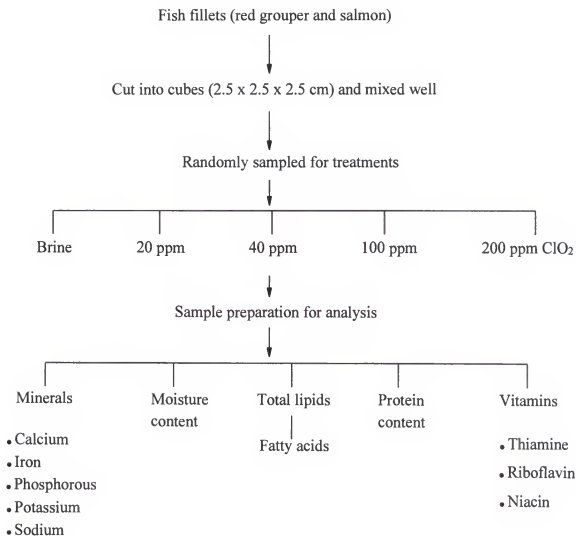 Fish fillets (red grouper and salmon)
Cut into cubes (2.5 x 2.5 x 2.5 cm) and mixed well
Randomly sampled for treatments
Brine 20 ppm 40 ppm 100 ppm 200 ppm ClO₂
Sample preparation for analysis
Minerals Moisture Total lipids Protein Vitamins
content content
Fatty acids
• Calcium
• Iron
• Phosphorous
• Potassium
• Sodium
• Thiamine
• Riboflavin
• Niacin